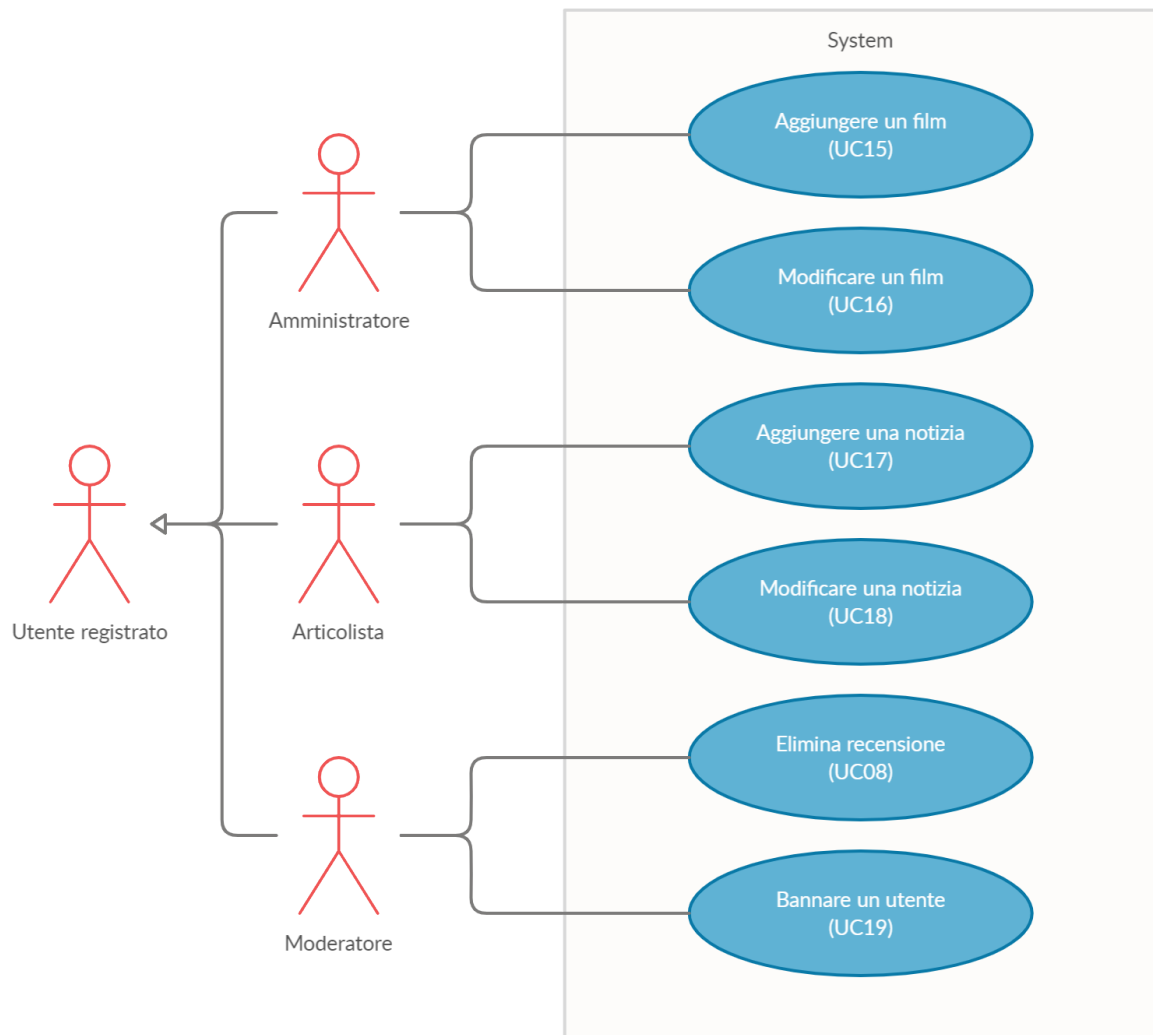 System
Aggiungere un film
(UC15)
Modificare un film
(UC16)
Amministratore
Aggiungere una notizia
(UC17)
Modificare una notizia
(UC18)
Utente registrato
Articolista
Elimina recensione
(UC08)
Bannare un utente
(UC19)
Moderatore